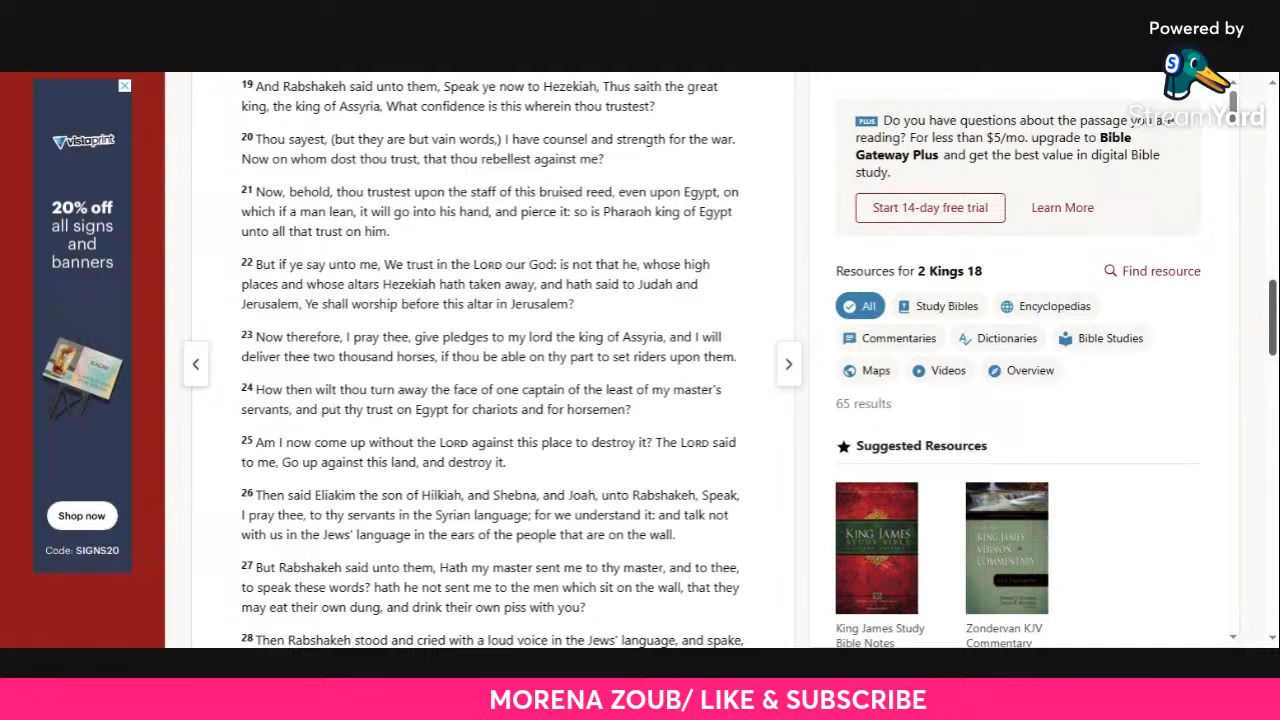 Powered by
S
StreamYard
vistaprint
20% off
all signs
and
banners
Shop now
Code: SIGNS20
19 And Rabshakeh said unto them, Speak ye now to Hezekiah, Thus saith the great
king, the king of Assyria, What confidence is this wherein thou trustest?
20 Thou sayest, (but they are but vain words,) I have counsel and strength for the war.
Now on whom dost thou trust, that thou rebellest against me?
21 Now, behold, thou trustest upon the staff of this bruised reed, even upon Egypt, on
which if a man lean, it will go into his hand, and pierce it: so is Pharaoh king of Egypt
unto all that trust on him.
22 But if ye say unto me, We trust in the LORD our God: is not that he, whose high
places and whose altars Hezekiah hath taken away, and hath said to Judah and
Jerusalem, Ye shall worship before this altar in Jerusalem?
23 Now therefore, I pray thee, give pledges to my lord the king of Assyria, and I will
deliver thee two thousand horses, if thou be able on thy part to set riders upon them.
24 How then wilt thou turn away the face of one captain of the least of my master's
servants, and put thy trust on Egypt for chariots and for horsemen?
25 Am I now come up without the LORD against this place to destroy it? The LORD said
to me, Go up against this land, and destroy it.
26 Then said Eliakim the son of Hilkiah, and Shebna, and Joah, unto Rabshakeh, Speak,
I pray thee, to thy servants in the Syrian language; for we understand it: and talk not
with us in the Jews' language in the ears of the people that are on the wall.
27 But Rabshakeh said unto them, Hath my master sent me to thy master, and to thee,
to speak these words? hath he not sent me to the men which sit on the wall, that they
may eat their own dung, and drink their own piss with you?
28 Then Rabshakeh stood and cried with a loud voice in the Jews' language, and spake,
PLUS Do you have questions about the passage you are
reading? For less than $5/mo. upgrade to Bible
Gateway Plus and get the best value in digital Bible
study.
Start 14-day free trial Learn More
Resources for 2 Kings 18 Find resource
All Study Bibles Encyclopedias
Commentaries Dictionaries Bible Studies
Maps Videos Overview
65 results
Suggested Resources
KING JAMES
STUDY BIBLE
KING JAMES
VERSION
COMMENTARY
King James Study Zondervan KJV
Bible Notes Commentary
MORENA ZOUB/ LIKE & SUBSCRIBE